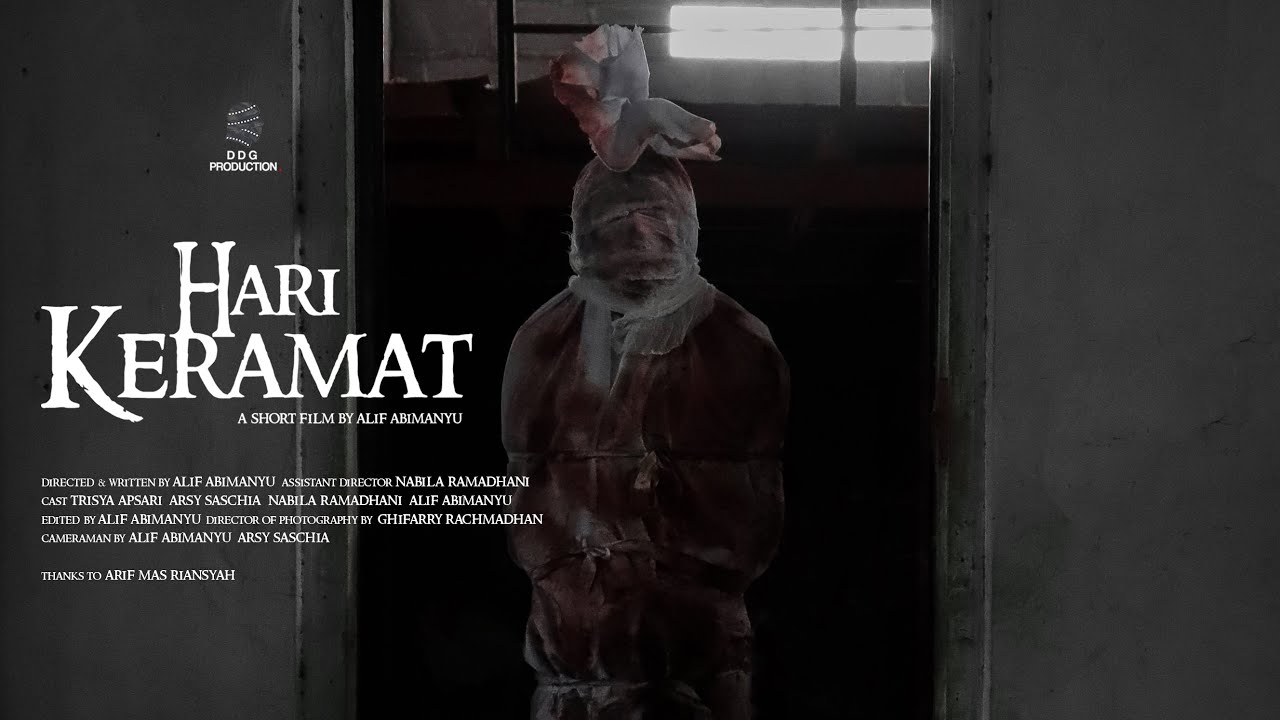 DDG
PRODUCTION
HARI
KERAMAT
A SHORT FILM BY ALIF ABIMANYU
DIRECTED & WRITTEN BY ALIF ABIMANYU ASSISTANT DIRECTOR NABILA RAMADHANI
CAST TRISYA APSARI ARSY SASCHIA NABILA RAMADHANI ALIF ABIMANYU
EDITED BY ALIF ABIMANYU DIRECTOR OF PHOTOGRAPHY BY GHIFARRY RACHMADHAN
CAMERAMAN BY ALIF ABIMANYU ARSY SASCHIA
THANKS TO ARIF MAS RIANSYAH